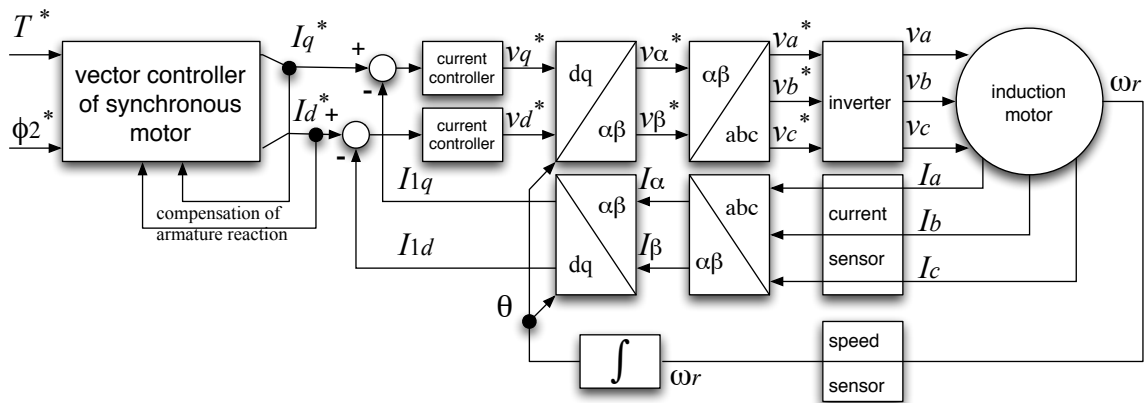 T*
ϕ2*
vector controller
of synchronous
motor
Iq*
Id*
+
-
+
-
compensation of
armature reaction
current
controller
current
controller
vq*
vd*
dq
αβ
vα*
vβ*
αβ
abc
va*
vb*
vc*
inverter
va
vb
vc
induction
motor
ωr
I1q
I1d
αβ
dq
Iα
Iβ
abc
αβ
current
sensor
Ia
Ib
Ic
θ
∫
ωr
speed
sensor